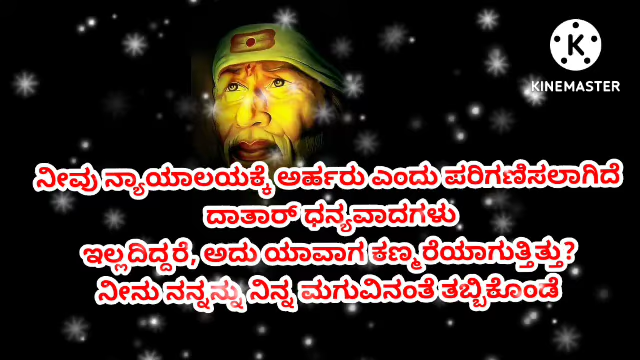 KINEMASTER
ನೀವು ನ್ಯಾಯಾಲಯಕ್ಕೆ ಅರ್ಹರು ಎಂದು ಪರಿಗಣಿಸಲಾಗಿದೆ
ದಾತಾರ್ ಧನ್ಯವಾದಗಳು
ಇಲ್ಲದಿದ್ದರೆ, ಅದು ಯಾವಾಗ ಕಣ್ಮರೆಯಾಗುತ್ತಿತ್ತು?
ನೀನು ನನ್ನನ್ನು ನಿನ್ನ ಮಗುವಿನಂತೆ ತಬ್ಬಿಕೊಂಡೆ